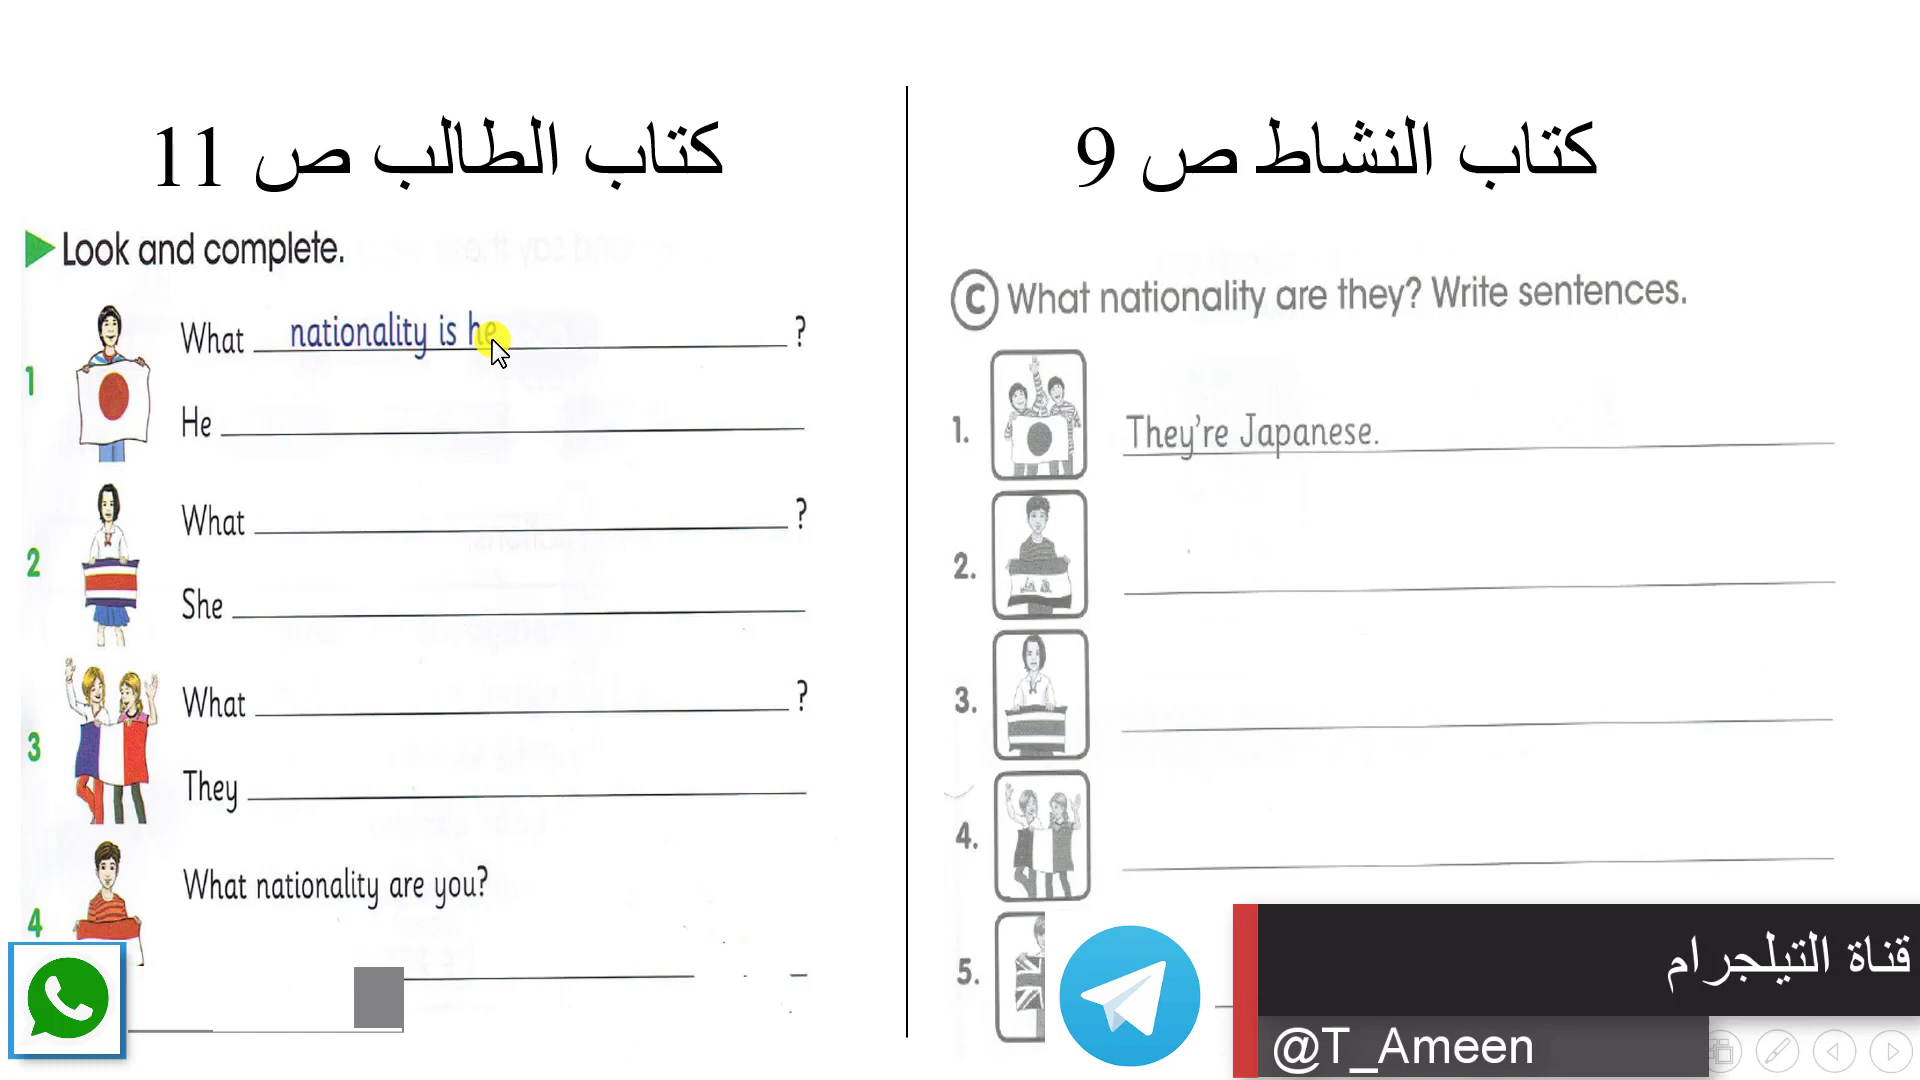 كتاب الطالب ص 11
Look and complete.
1
What nationality is he ?
He
2
What ?
She
3
What ?
They
4
What nationality are you?
كتاب النشاط ص 9
C What nationality are they? Write sentences.
1. They're Japanese.
2.
3.
4.
5.
قناة التيلجرام
@T_Ameen